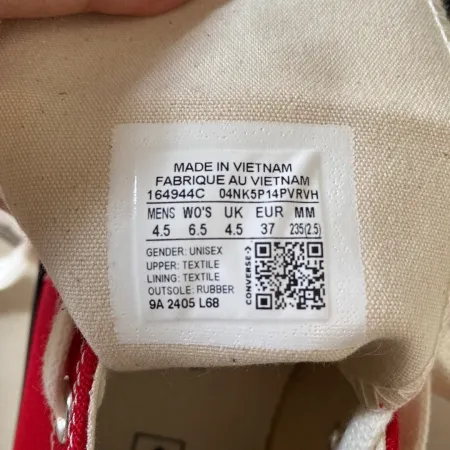 MADE IN VIETNAM
FABRIQUE AU VIETNAM
164944C 04NK5P14PVRVH
MENS WO'S UK EUR MM
4.5 6.5 4.5 37 235(2.5)
GENDER: UNISEX
UPPER: TEXTILE
LINING: TEXTILE
OUTSOLE: RUBBER
9A 2405 L68
CONVERSE